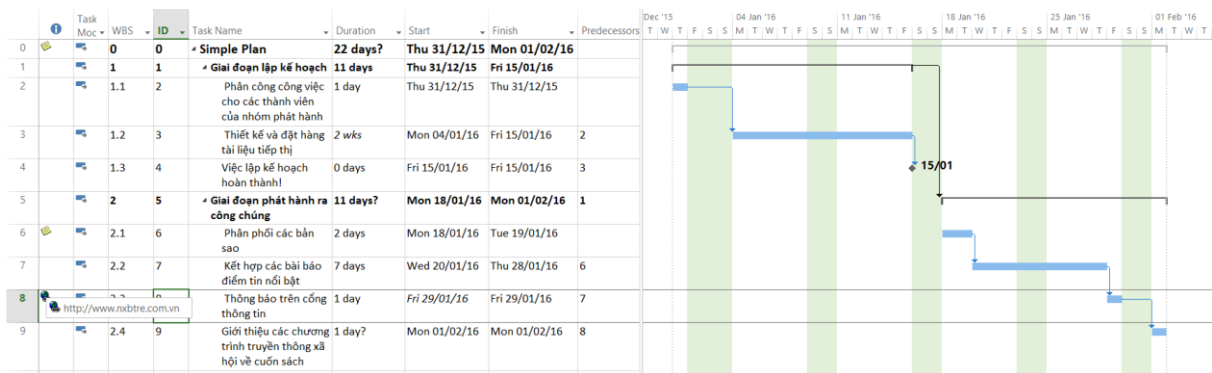 Task Moc WBS ID Task Name Duration Start Finish Predecessors
Dec '15 04 Jan '16 11 Jan '16 18 Jan '16 25 Jan '16 01 Feb '16
T W T F S S M T W T F S S M T W T F S S M T W T F S S M T W T F S S M T W T
0 0 0 Simple Plan 22 days? Thu 31/12/15 Mon 01/02/16
1 1 1 Giai đoạn lập kế hoạch 11 days Thu 31/12/15 Fri 15/01/16
2 1.1 2 Phân công công việc 1 day Thu 31/12/15 Thu 31/12/15
cho các thành viên
của nhóm phát hành
3 1.2 3 Thiết kế và đặt hàng 2 wks Mon 04/01/16 Fri 15/01/16 2
tài liệu tiếp thị
4 1.3 4 Việc lập kế hoạch 0 days Fri 15/01/16 Fri 15/01/16 3
hoàn thành!
15/01
5 2 5 Giai đoạn phát hành ra 11 days? Mon 18/01/16 Mon 01/02/16 1
công chúng
6 2.1 6 Phân phối các bản 2 days Mon 18/01/16 Tue 19/01/16
sao
7 2.2 7 Kết hợp các bài báo 7 days Wed 20/01/16 Thu 28/01/16 6
điểm tin nổi bật
8 Thông báo trên cổng 1 day Fri 29/01/16 Fri 29/01/16 7
http://www.nxbtre.com.vn thông tin
9 2.4 9 Giới thiệu các chương 1 day? Mon 01/02/16 Mon 01/02/16 8
trình truyền thông xã
hội về cuốn sách